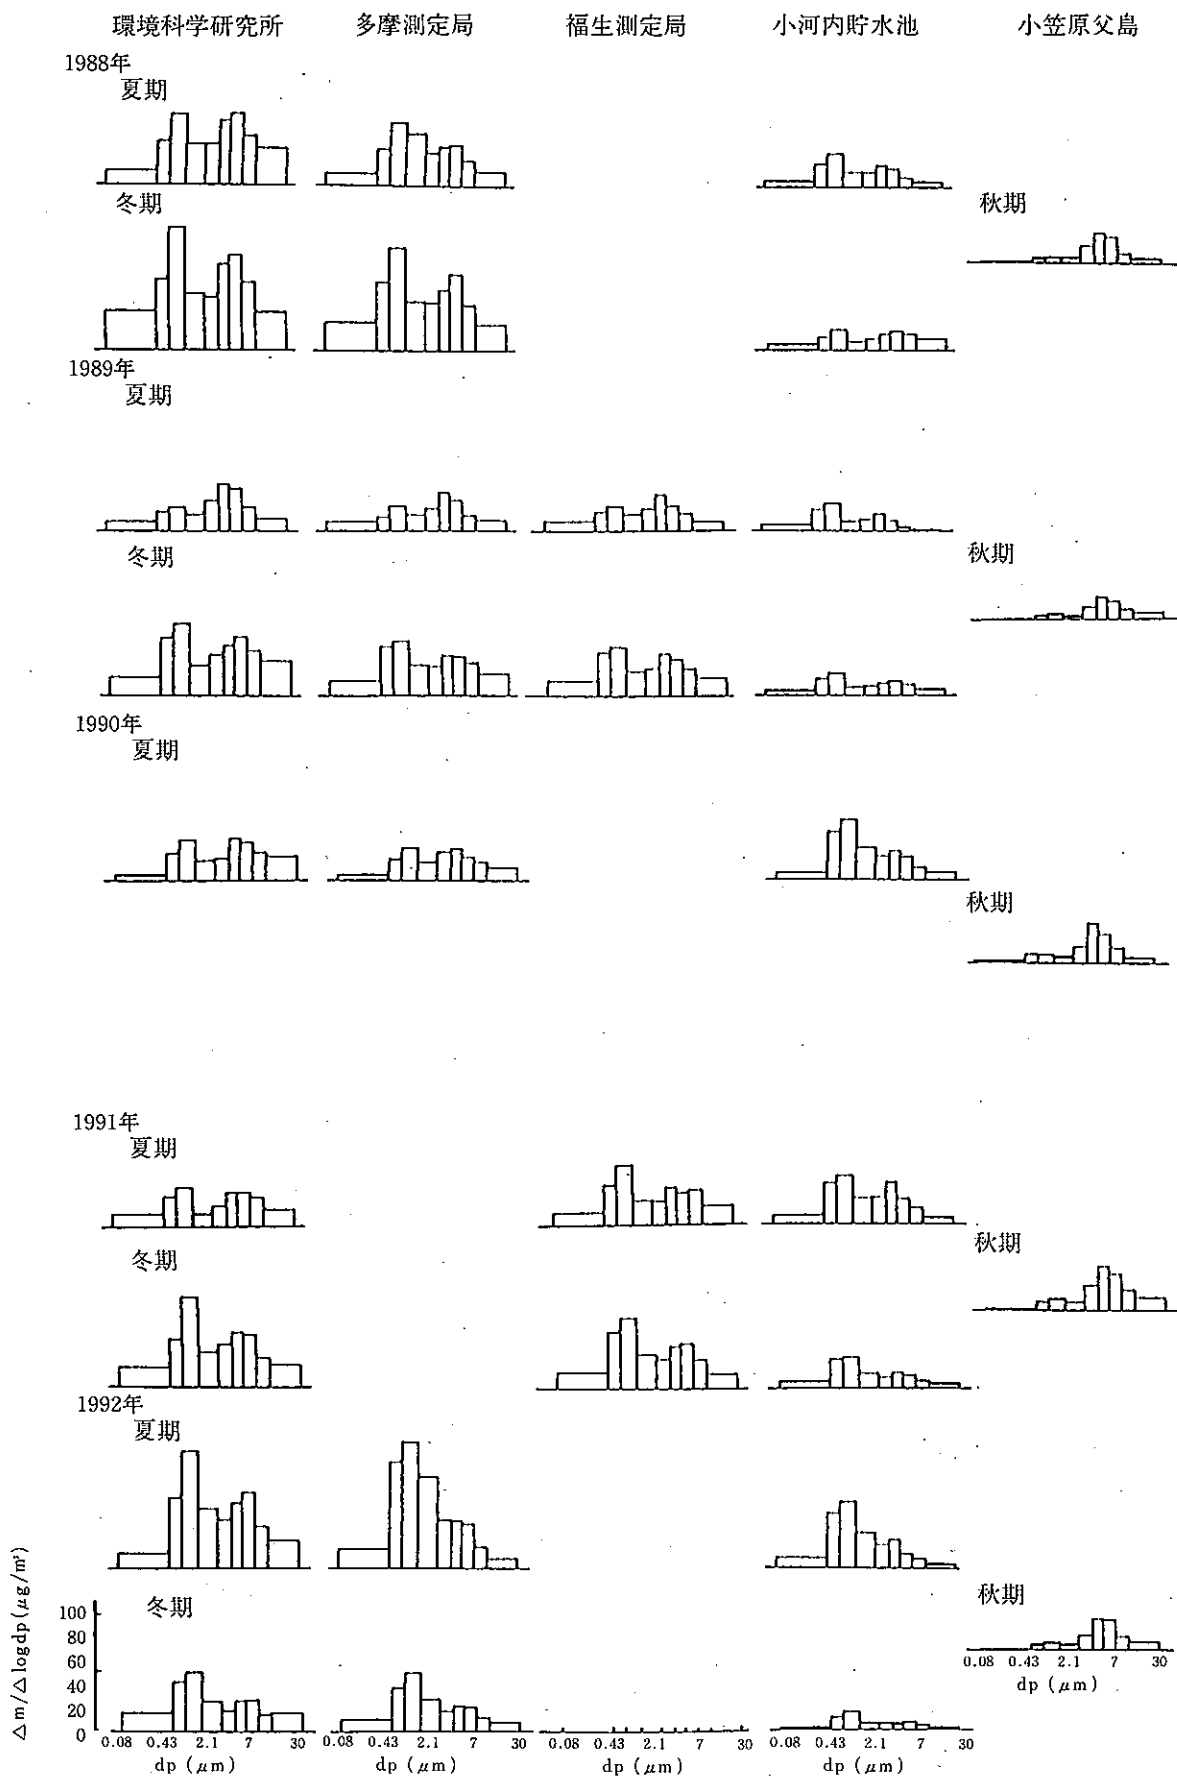 環境科学研究所 多摩測定局 福生測定局 小河内貯水池 小笠原父島
1988年
夏期
冬期 秋期
1989年
夏期
冬期 秋期
1990年
夏期
秋期
1991年
夏期
冬期 秋期
1992年
夏期
冬期 秋期
△m/△logdp(μg/m³)
100
80
60
40
20
0
0.08 0.43 2.1 7 30
dp (μm)
0.08 0.43 2.1 7 30
dp (μm)
0.08 0.43 2.1 7 30
dp (μm)
0.08 0.43 2.1 7 30
dp (μm)
0.08 0.43 2.1 7 30
dp (μm)